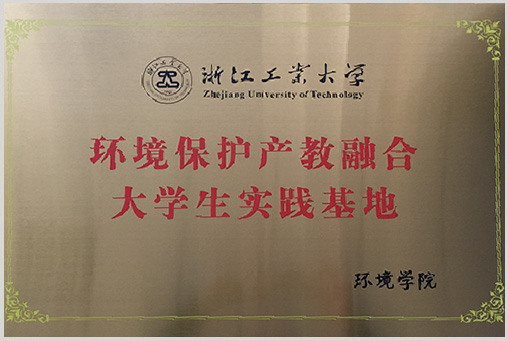 浙江工业大学
Zhejiang University of Technology
环境保护产教融合
大学生实践基地
环境学院